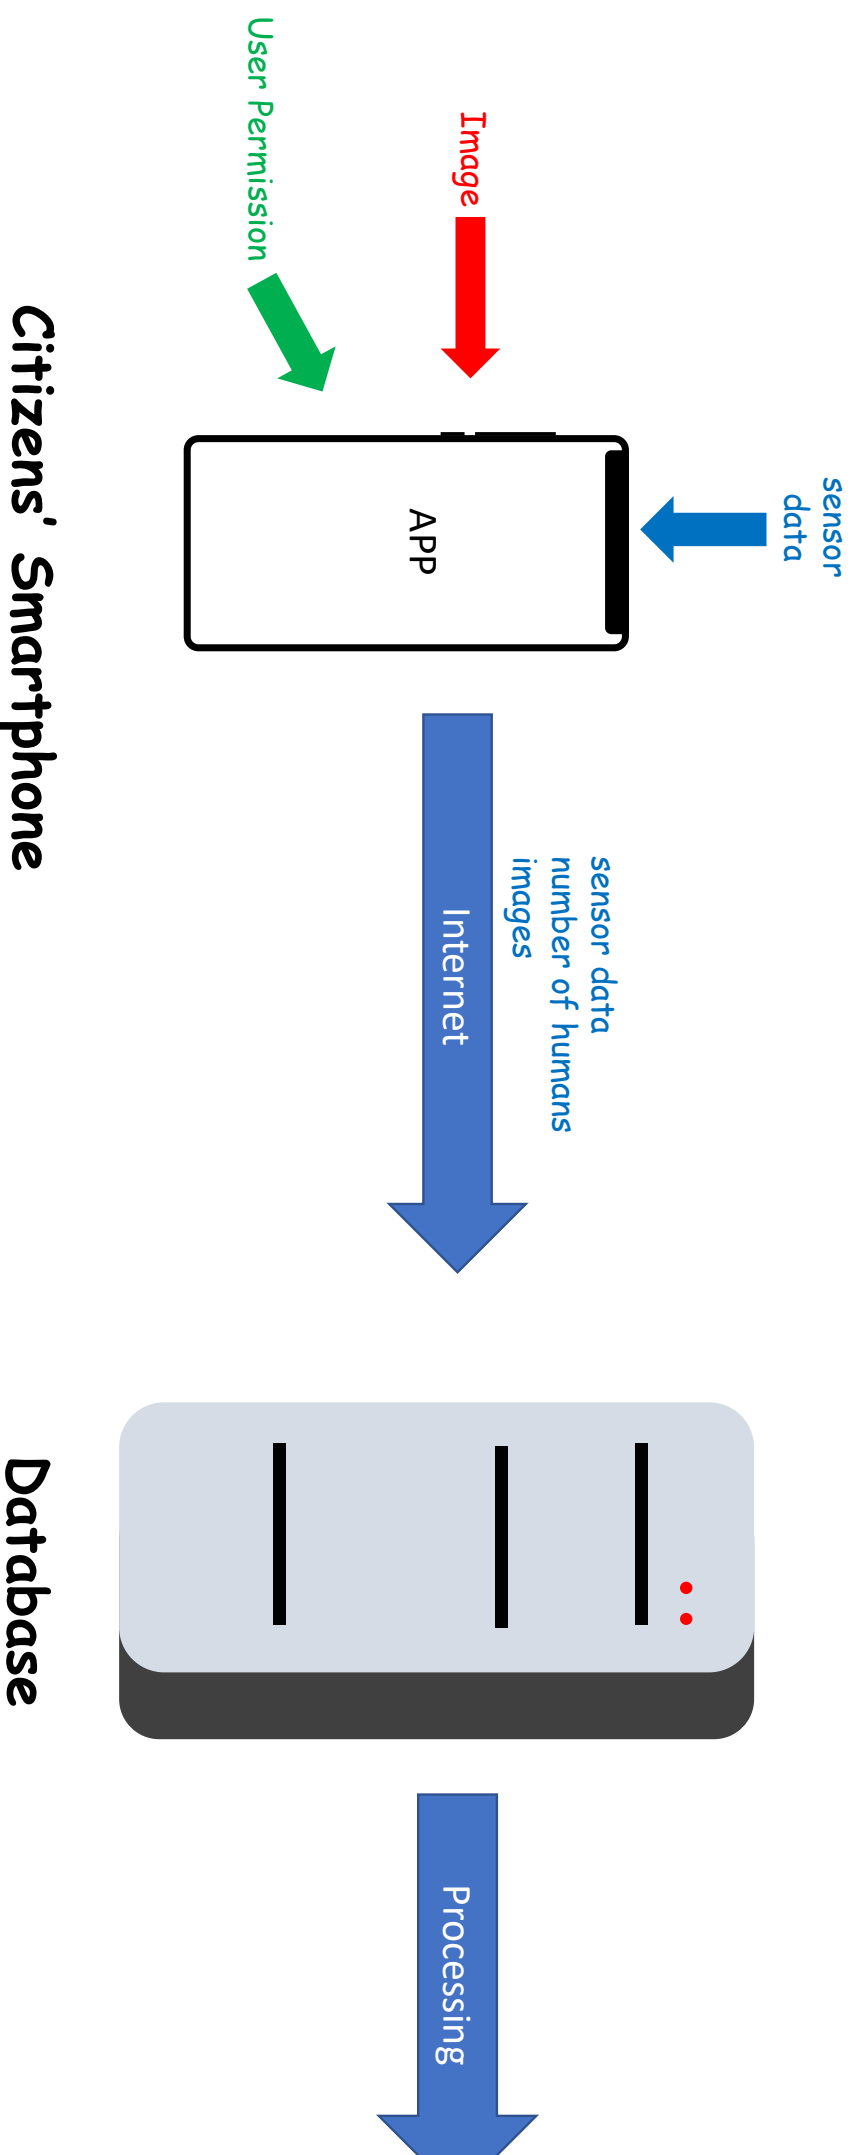 sensor
data
Image
User Permission
APP
Citizens' Smartphone
sensor data
number of humans
images
Internet
Database
Processing